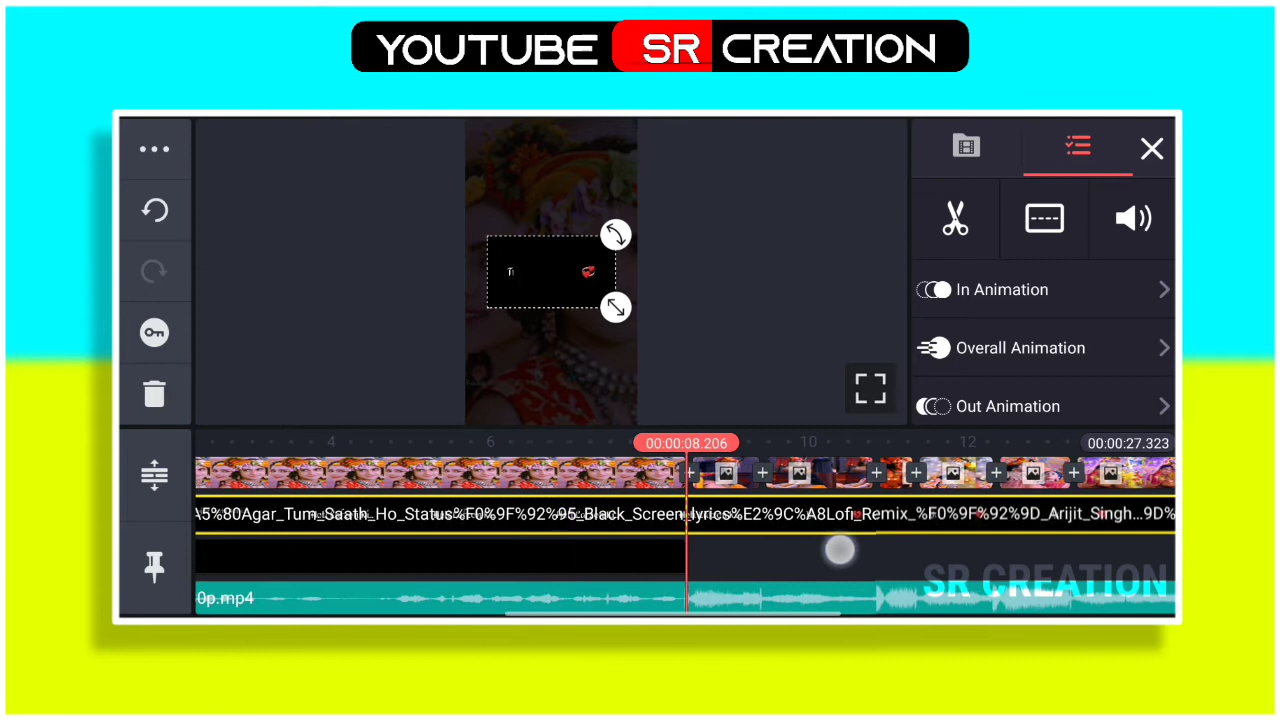 YOUTUBE SR CREATION
In Animation
Overall Animation
Out Animation
4 6 00:00:08.206 10 12 00:00:27.323
A5%80Agar_Tum_Saath_Ho_Status%F0%9F%92%95_Black_Screen_lyrics%E2%9C%A8Lofi_Remix_%F0%9F%92%9D_Arijit_Singh...9D%
SR CREATION
0p.mp4